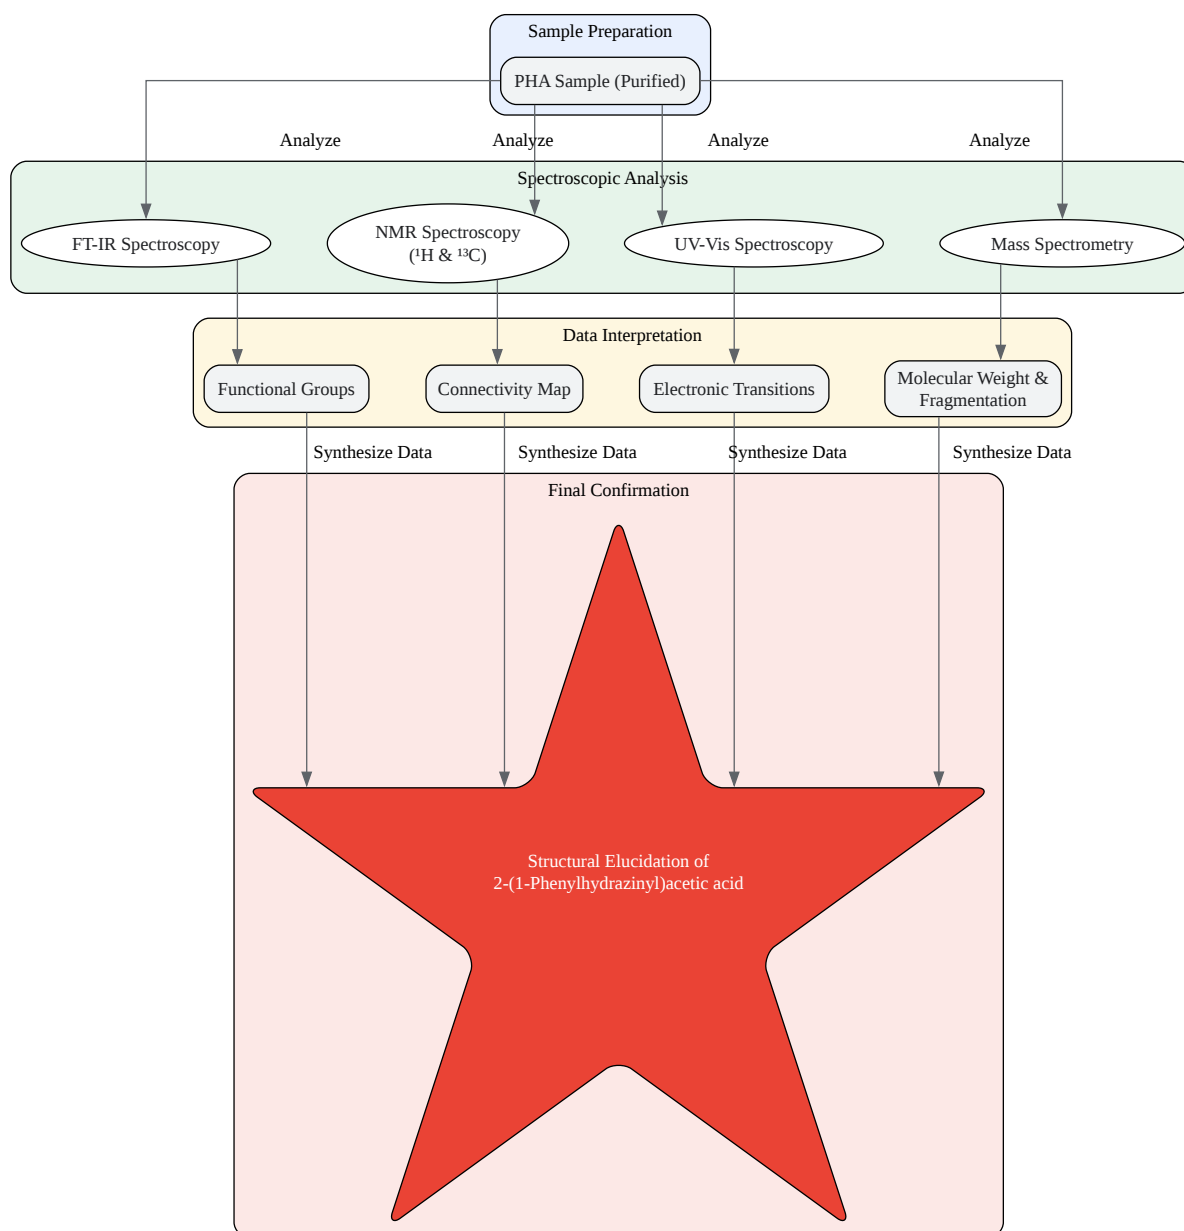 Sample Preparation
PHA Sample (Purified)
Analyze
Analyze
Analyze
Analyze
Spectroscopic Analysis
FT-IR Spectroscopy
NMR Spectroscopy
(¹H & ¹³C)
UV-Vis Spectroscopy
Mass Spectrometry
Data Interpretation
Functional Groups
Connectivity Map
Electronic Transitions
Molecular Weight &
Fragmentation
Synthesize Data
Synthesize Data
Synthesize Data
Synthesize Data
Final Confirmation
Structural Elucidation of
2-(1-Phenylhydrazinyl)acetic acid